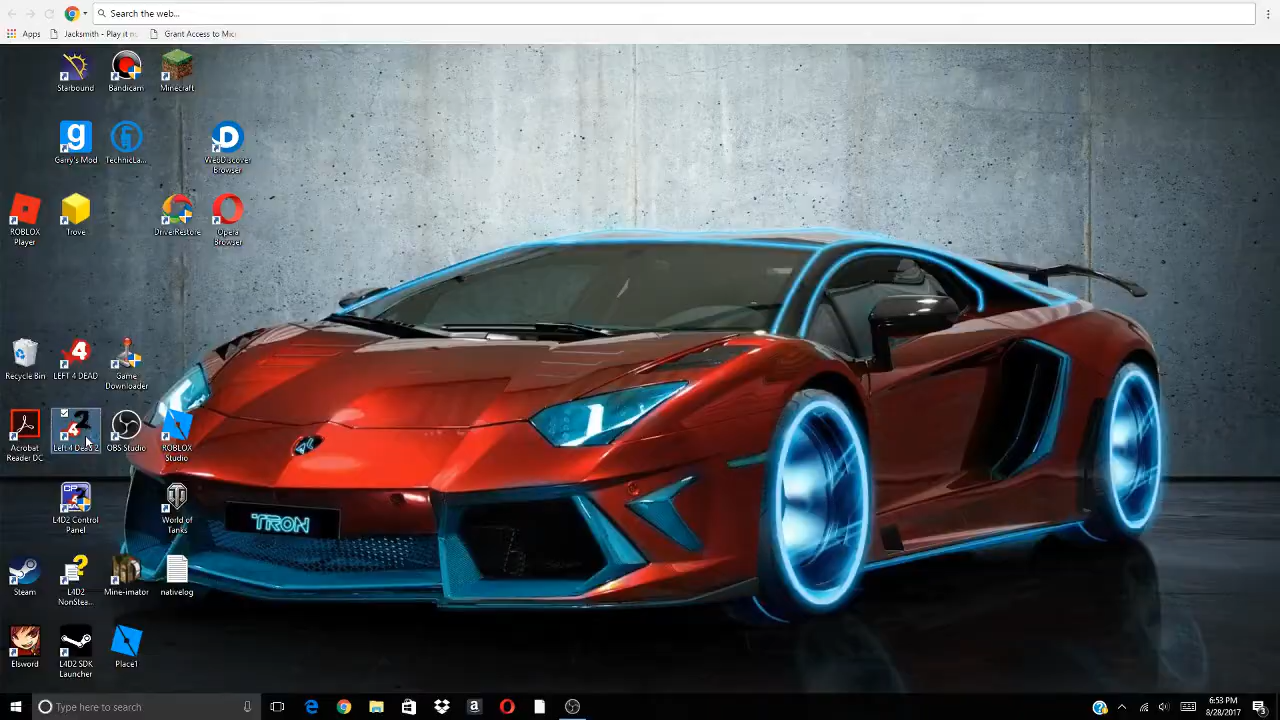 Search the web...
Apps
Jacksmith - Play it n
Grant Access to Mic
Starbound
Bandicam
Minecraft
Garry's Mod
TechnicLa...
WebDiscover
Browser
ROBLOX
Player
Trove
DriverRestore
Opera
Browser
Recycle Bin
LEFT 4 DEAD
Game
Downloader
Acrobat
Reader DC
Left 4 Dead 2
OBS Studio
ROBLOX
Studio
TRON
L4D2 Control
Panel
World of
Tanks
Steam
L4D2
NonStea...
Mine-imator
nativelog
Elsword
L4D2 SDK
Launcher
Place1
Type here to search
6:53 PM
8/28/2017